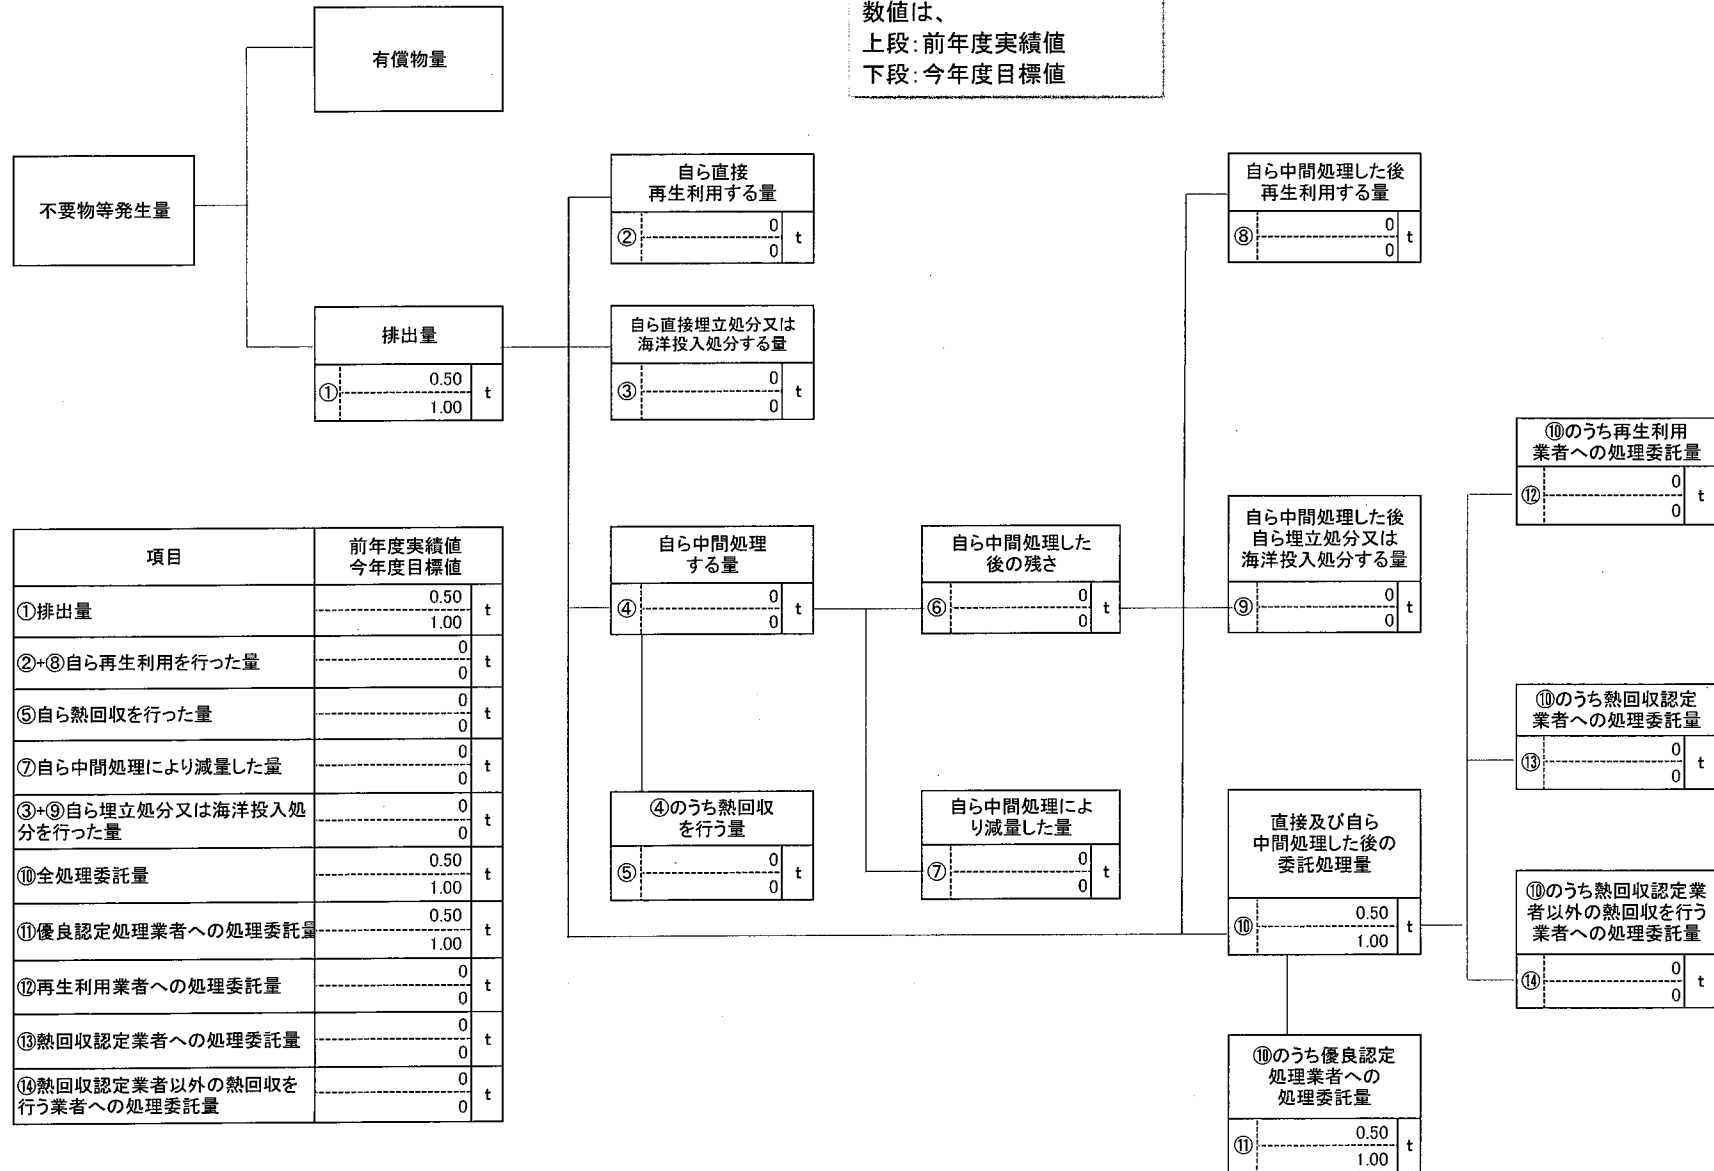 数値は、
上段：前年度実績値
下段：今年度目標値
有償物量
不要物等発生量
排出量
①
0.50
1.00
t
自ら直接
再生利用する量
②
0
0
t
自ら直接埋立処分又は
海洋投入処分する量
③
0
0
t
自ら中間処理
する量
④
0
0
t
④のうち熱回収
を行う量
⑤
0
0
t
自ら中間処理した
後の残さ
⑥
0
0
t
自ら中間処理によ
り減量した量
⑦
0
0
t
自ら中間処理した後
再生利用する量
⑧
0
0
t
自ら中間処理した後
自ら埋立処分又は
海洋投入処分する量
⑨
0
0
t
直接及び自ら
中間処理した後の
委託処理量
⑩
0.50
1.00
t
⑩のうち優良認定
処理業者への
処理委託量
⑪
0.50
1.00
t
⑩のうち再生利用
業者への処理委託量
⑫
0
0
t
⑩のうち熱回収認定
業者への処理委託量
⑬
0
0
t
⑩のうち熱回収認定業
者以外の熱回収を行う
業者への処理委託量
⑭
0
0
t
項目
前年度実績値
今年度目標値
①排出量
0.50
1.00
t
②+⑧自ら再生利用を行った量
0
0
t
⑤自ら熱回収を行った量
0
0
t
⑦自ら中間処理により減量した量
0
0
t
③+⑨自ら埋立処分又は海洋投入処
分を行った量
0
0
t
⑩全処理委託量
0.50
1.00
t
⑪優良認定処理業者への処理委託量
0.50
1.00
t
⑫再生利用業者への処理委託量
0
0
t
⑬熱回収認定業者への処理委託量
0
0
t
⑭熱回収認定業者以外の熱回収を
行う業者への処理委託量
0
0
t